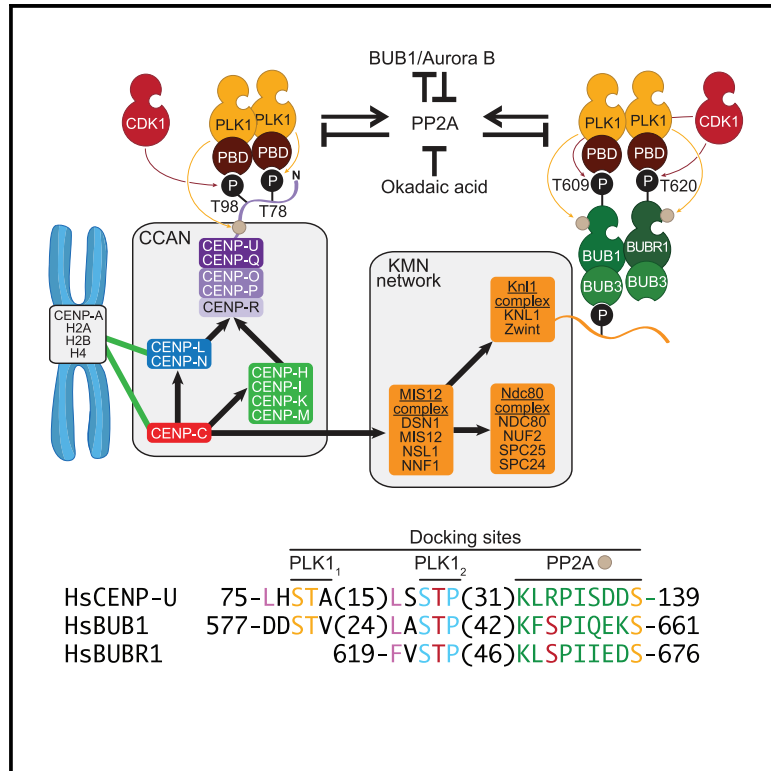 BUB1/Aurora B
PP2A
Okadaic acid
CDK1
PLK1
PLK1
PBD
PBD
P
P
N
T98
T78
PLK1
PLK1
CDK1
PBD
PBD
T609
P
P
T620
BUB1
BUBR1
BUB3
BUB3
P
CCAN
CENP-U
CENP-Q
CENP-O
CENP-P
CENP-R
CENP-A
H2A
H2B
H4
CENP-L
CENP-N
CENP-H
CENP-I
CENP-K
CENP-M
CENP-C
KMN
network
Knl1
complex
KNL1
Zwint
MIS12
complex
DSN1
MIS12
NSL1
NNF1
Ndc80
complex
NDC80
NUF2
SPC25
SPC24
Docking sites
PLK1₁ PLK1₂ PP2A
HsCENP-U 75-LHSTA(15)LSSTP(31)KLRPISDDS-139
HsBUB1 577-DDSTV(24)LASTP(42)KFSPIQEKS-661
HsBUBR1 619-FVSTP(46)KLSPIIEDS-676